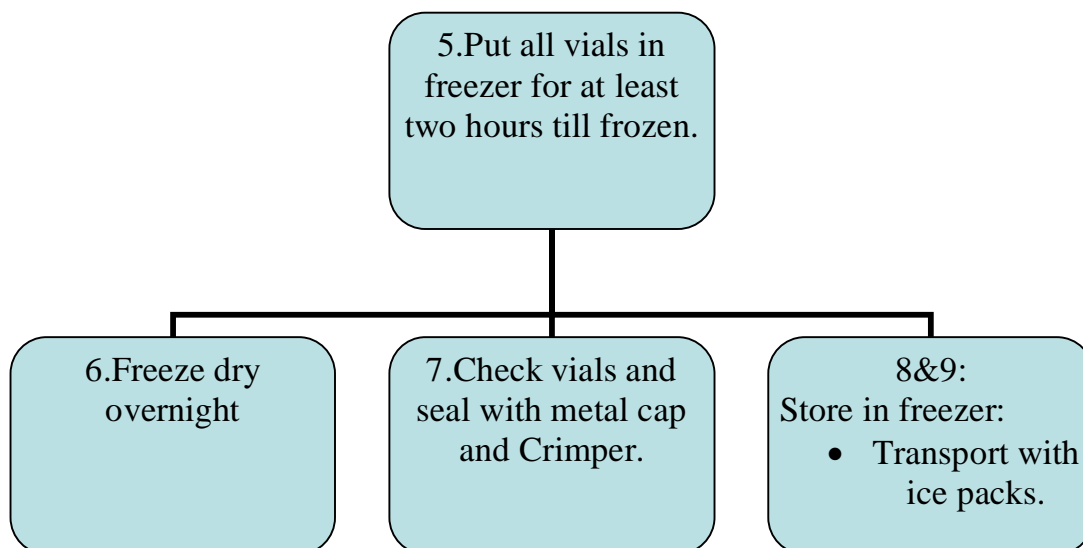 5.Put all vials in
freezer for at least
two hours till frozen.
6.Freeze dry
overnight
7.Check vials and
seal with metal cap
and Crimper.
8&9:
Store in freezer:
• Transport with
ice packs.